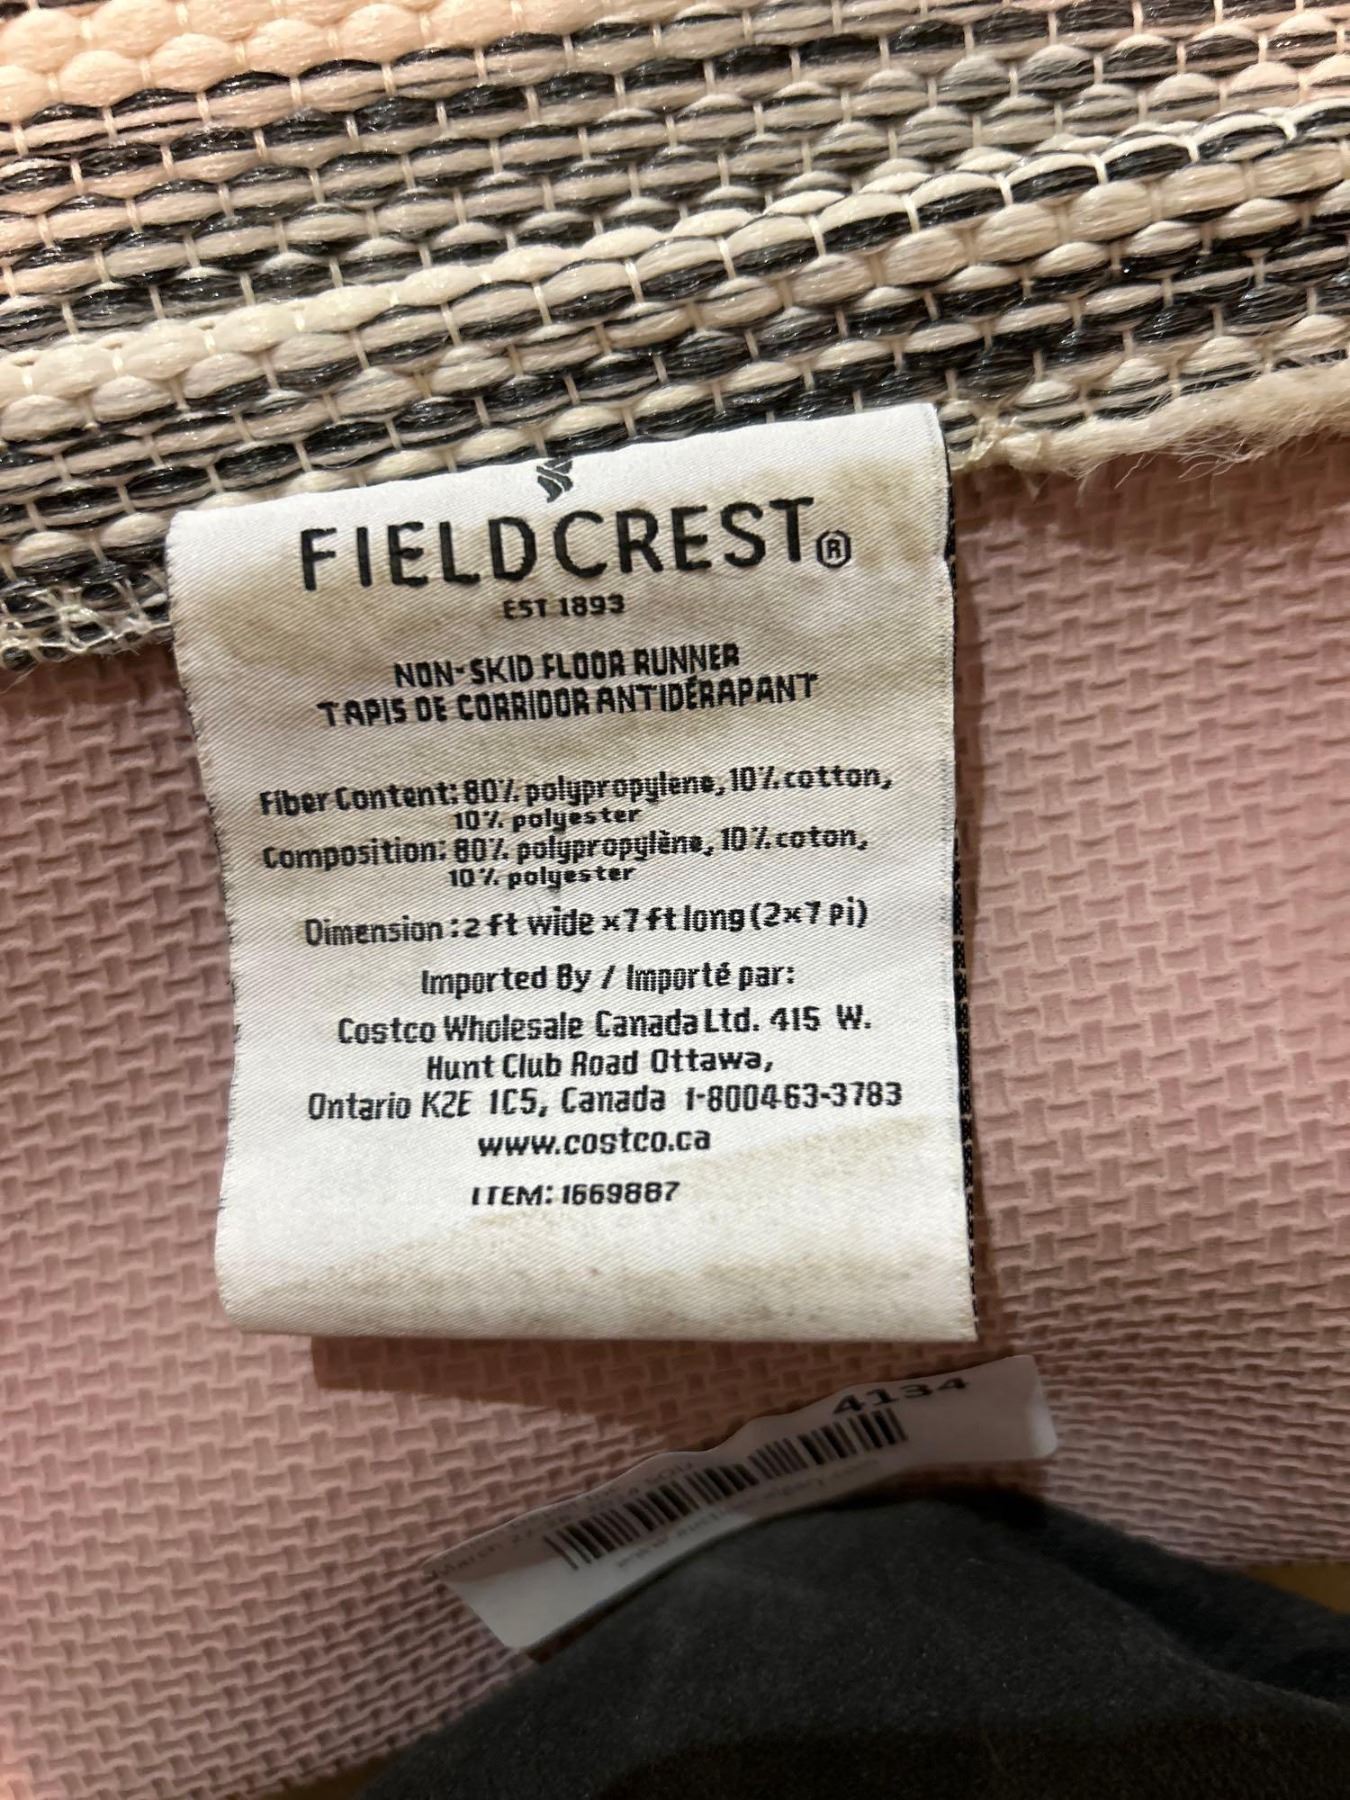 FIELDCREST®
EST 1893
NON-SKID FLOOR RUNNER
TAPIS DE CORRIDOR ANTIDÉRAPANT
Fiber Content: 80% polypropylene, 10% cotton,
10% polyester
Composition: 80% polypropylène, 10% coton,
10% polyester
Dimension : 2 ft wide x 7 ft long (2x7 pi)
Imported By / Importé par:
Costco Wholesale Canada Ltd. 415 W.
Hunt Club Road Ottawa,
Ontario K2E 1C5, Canada 1-800463-3783
www.costco.ca
ITEM: 1669887
4134